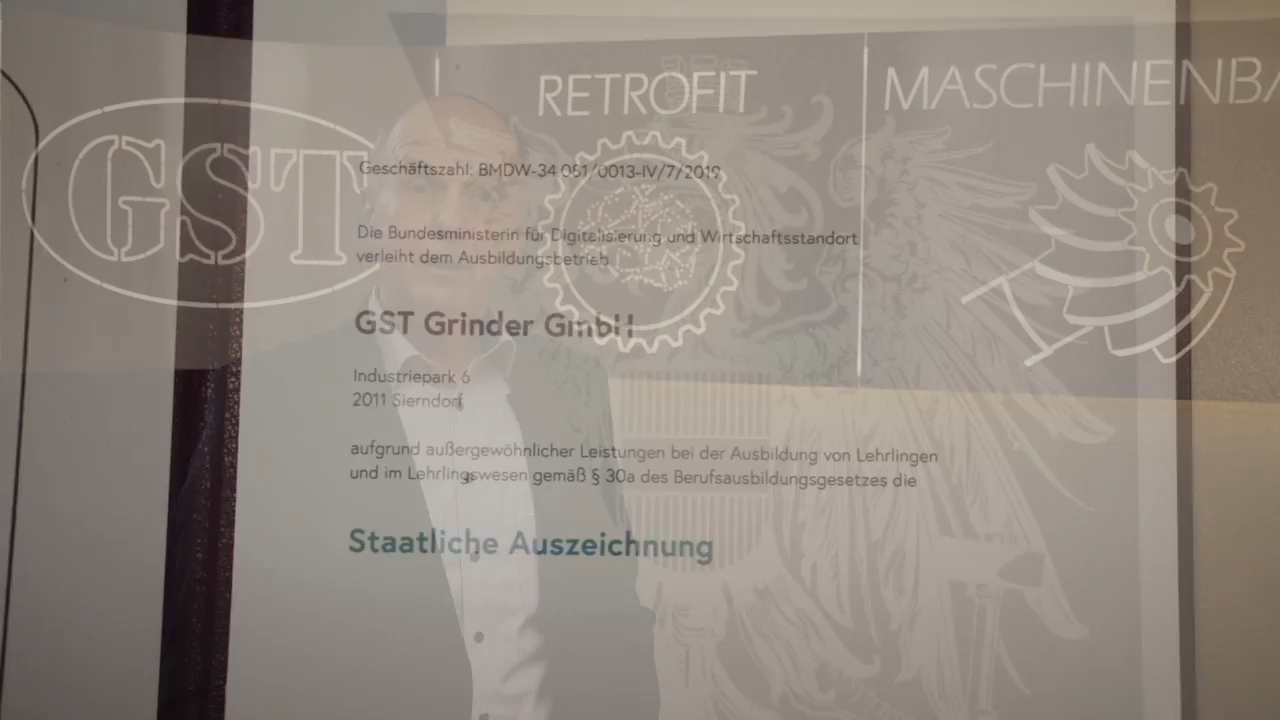 GST
RETROFIT
MASCHINENBA
Geschäftszahl: BMDW-34.051/0013-IV/7/2019
Die Bundesministerin für Digitalisierung und Wirtschaftsstandort
verleiht dem Ausbildungsbetrieb
GST Grinder GmbH
Industriepark 6
2011 Sierndorf
aufgrund außergewöhnlicher Leistungen bei der Ausbildung von Lehrlingen
und im Lehrlingswesen gemäß § 30a des Berufsausbildungsgesetzes die
Staatliche Auszeichnung